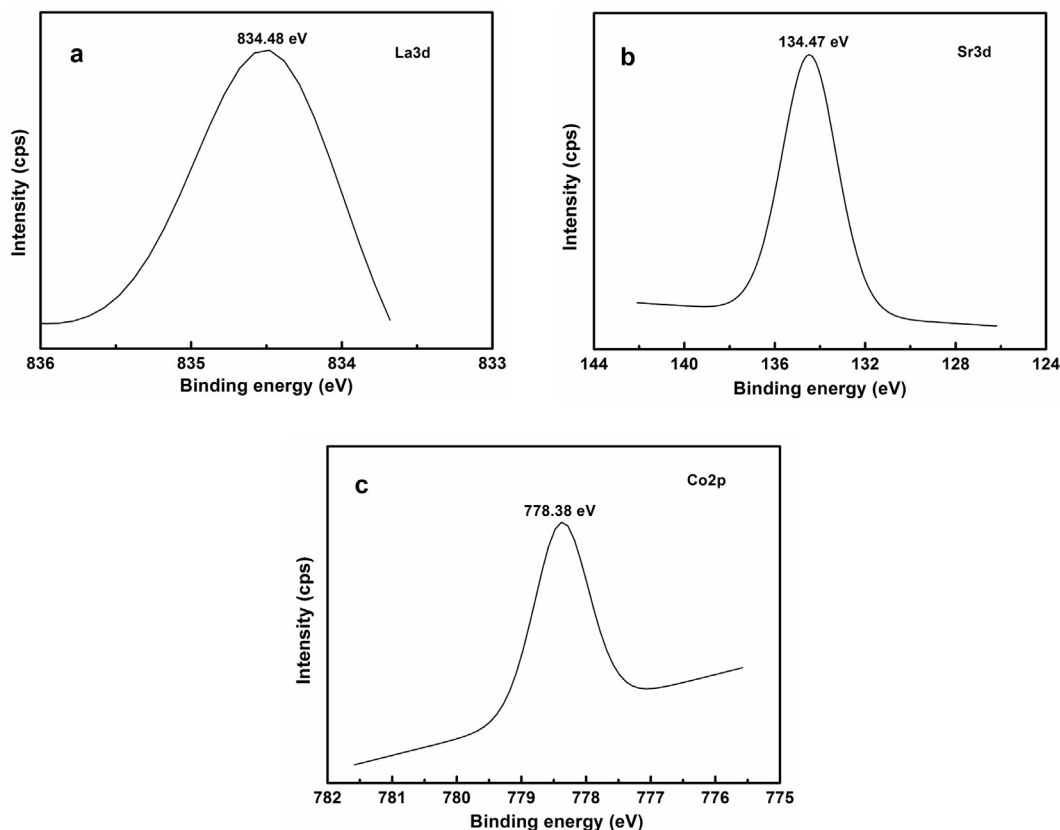 a
834.48 eV
La3d
Intensity (cps)
836 835 834 833
Binding energy (eV)
b
134.47 eV
Sr3d
Intensity (cps)
144 140 136 132 128 124
Binding energy (eV)
c
778.38 eV
Co2p
Intensity (cps)
782 781 780 779 778 777 776 775
Binding energy (eV)